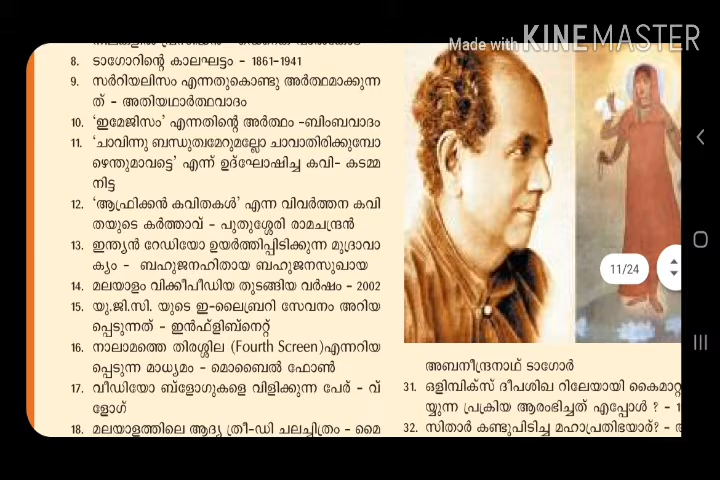 Made with KINEMASTER
8. ടാഗോറിന്റെ കാലഘട്ടം - 1861-1941
9. സർറിയലിസം എന്നതുകൊണ്ടു അർത്ഥമാക്കുന്ന
ത് - അതിയഥാർത്ഥവാദം
10. 'ഇമേജിസം' എന്നതിന്റെ അർത്ഥം -ബിംബവാദം
11. 'ചാവിന്നു ബന്ധുത്വമേറുമല്ലോ ചാവാതിരിക്കുമ്പോ
ഴെന്തുമാവട്ടെ' എന്ന് ഉദ്ഘോഷിച്ച കവി- കടമ്മ
നിട്ട
12. 'ആഫ്രിക്കൻ കവിതകൾ' എന്ന വിവർത്തന കവി
തയുടെ കർത്താവ് - പുതുശ്ശേരി രാമചന്ദ്രൻ
13. ഇന്ത്യൻ റേഡിയോ ഉയർത്തിപ്പിടിക്കുന്ന മുദ്രാവാ
ക്യം - ബഹുജനഹിതായ ബഹുജനസുഖായ
14. മലയാളം വിക്കീപീഡിയ തുടങ്ങിയ വർഷം - 2002
15. യു.ജി.സി. യുടെ ഇ-ലൈബ്രറി സേവനം അറിയ
പ്പെടുന്നത് - ഇൻഫ്ളിബ്നെറ്റ്
16. നാലാമത്തെ തിരശ്ശില (Fourth Screen)എന്നറിയ
പ്പെടുന്ന മാധ്യമം - മൊബൈൽ ഫോൺ
17. വീഡിയോ ബ്ളോഗുകളെ വിളിക്കുന്ന പേര് - വ്
ളോഗ്
18. മലയാളത്തിലെ ആദ്യ ത്രീ-ഡി ചലച്ചിത്രം - മൈ
11/24
അബനീന്ദ്രനാഥ് ടാഗോർ
31. ഒളിമ്പിക്സ് ദീപശിഖ റിലേയായി കൈമാറ്റ
യ്യുന്ന പ്രക്രിയ ആരംഭിച്ചത് എപ്പോൾ ? - 1
32. സിതാർ കണ്ടുപിടിച്ച മഹാപ്രതിഭയാര്? -